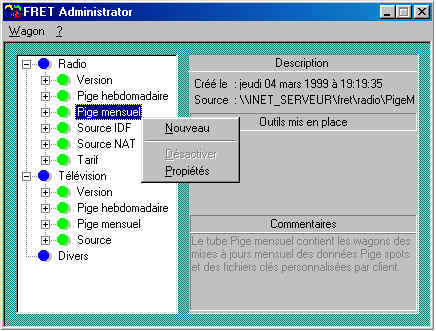 FRET Administrator
Wagon ?
Radio
Version
Pige hebdomadaire
Pige mensuel
Source IDF
Source NAT
Tarif
Télévision
Version
Pige hebdomadaire
Pige mensuel
Source
Divers
Nouveau
Désactiver
Propiétés
Description
Créé le : jeudi 04 mars 1999 à 19:19:35
Source : \\INET_SERVEUR\fret\radio\PigeM
Outils mis en place
Commentaires
Le tube Pige mensuel contient les wagons des
mises à jours mensuel des données Pige spots
et des fichiers clés personnalisées par client.